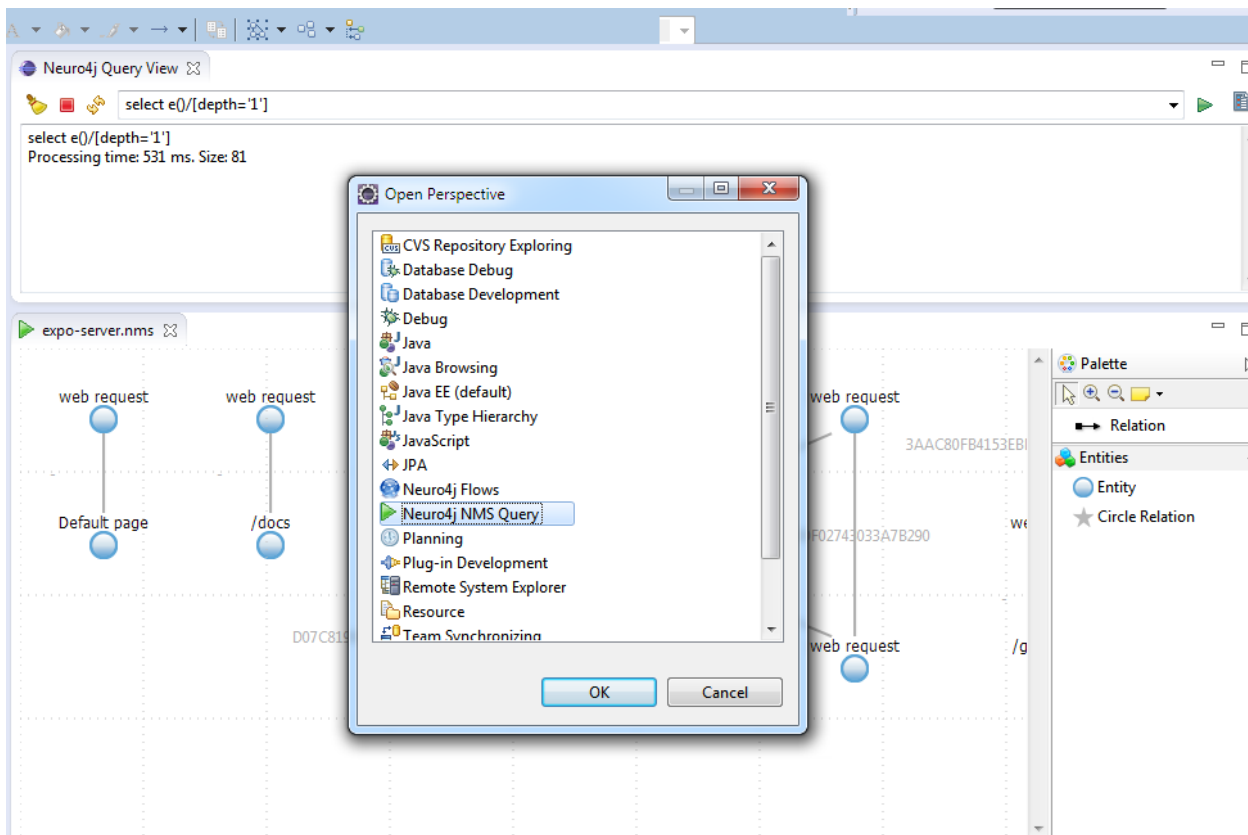 Neuro4j Query View
select e()/[depth='1']
select e()/[depth='1']
Processing time: 531 ms. Size: 81
Open Perspective
CVS Repository Exploring
Database Debug
Database Development
Debug
Java
Java Browsing
Java EE (default)
Java Type Hierarchy
JavaScript
JPA
Neuro4j Flows
Neuro4j NMS Query
Planning
Plug-in Development
Remote System Explorer
Resource
Team Synchronizing
OK
Cancel
expo-server.nms
web request
web request
Default page
/docs
D07C819
web request
3AAC80FB4153EB
F02743033A7B290
web request
/g
Palette
Relation
Entities
Entity
Circle Relation